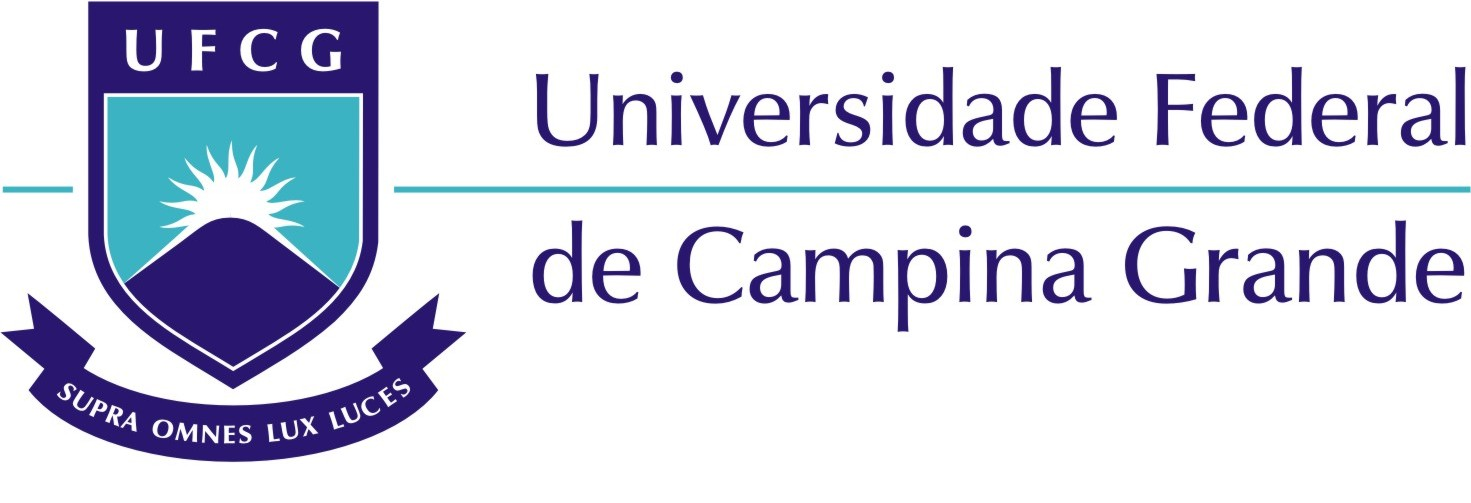 UFCG
Universidade Federal
de Campina Grande
SUPRA OMNES LUX LUCES